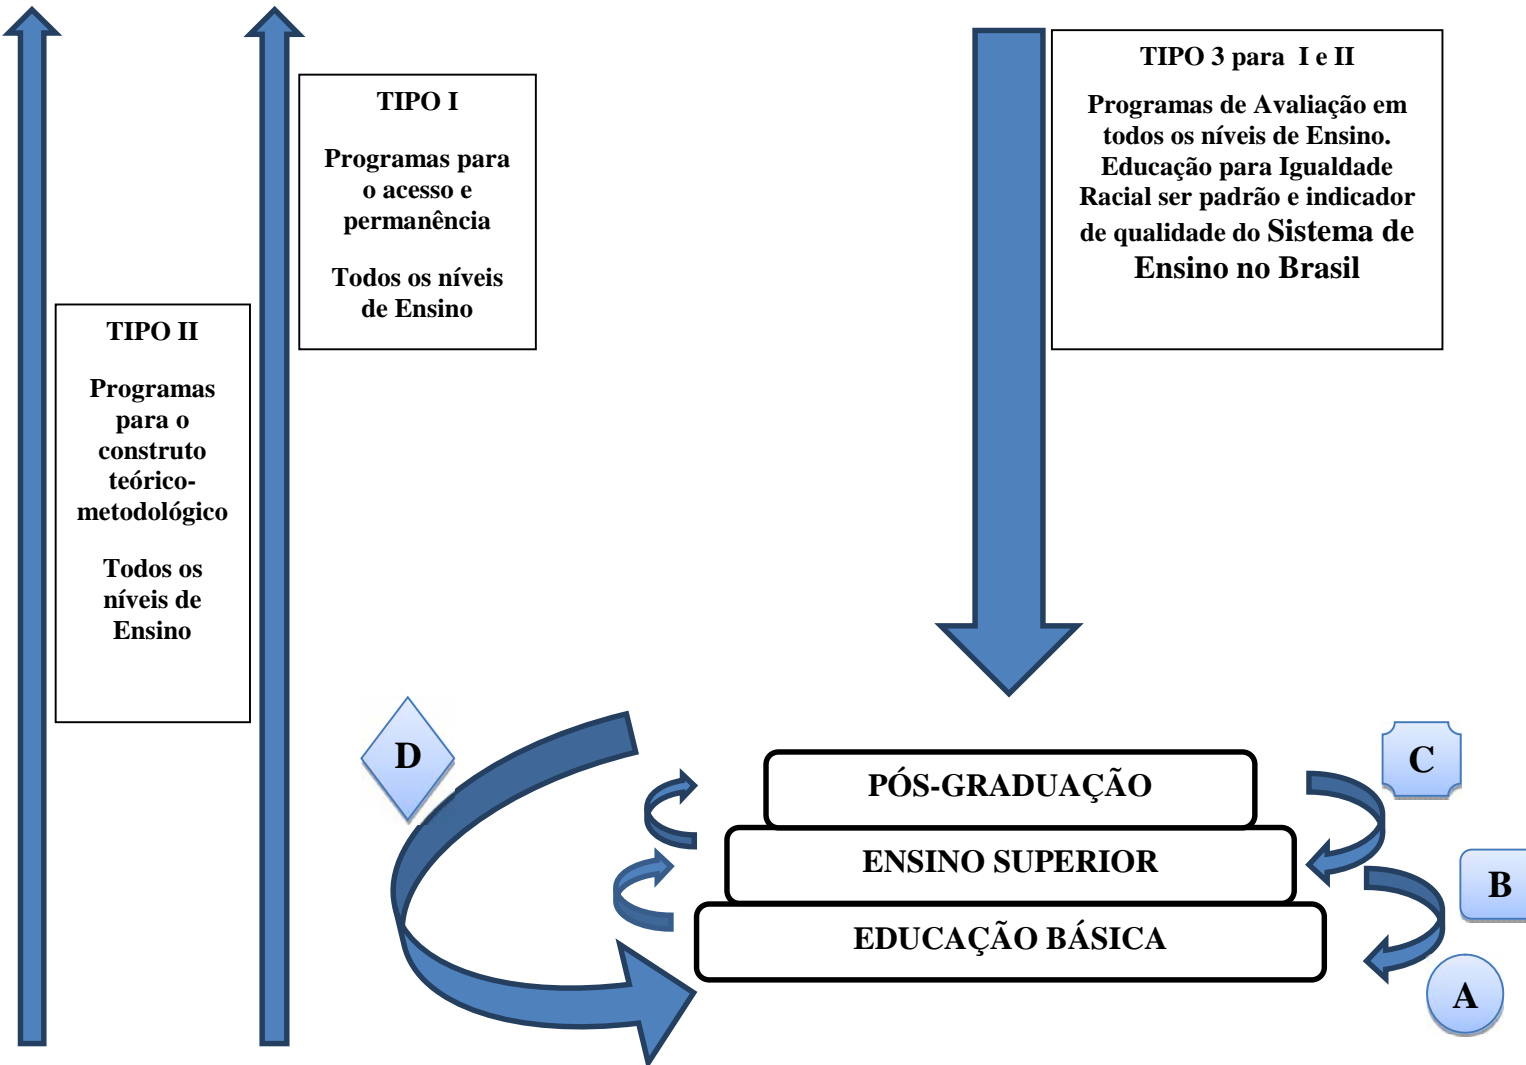 TIPO I
Programas para
o acesso e
permanência
Todos os níveis
de Ensino
TIPO II
Programas
para o
construto
teórico-
metodológico
Todos os
níveis de
Ensino
TIPO 3 para I e II
Programas de Avaliação em
todos os níveis de Ensino.
Educação para Igualdade
Racial ser padrão e indicador
de qualidade do Sistema de
Ensino no Brasil
D
PÓS-GRADUAÇÃO
C
ENSINO SUPERIOR
B
EDUCAÇÃO BÁSICA
A